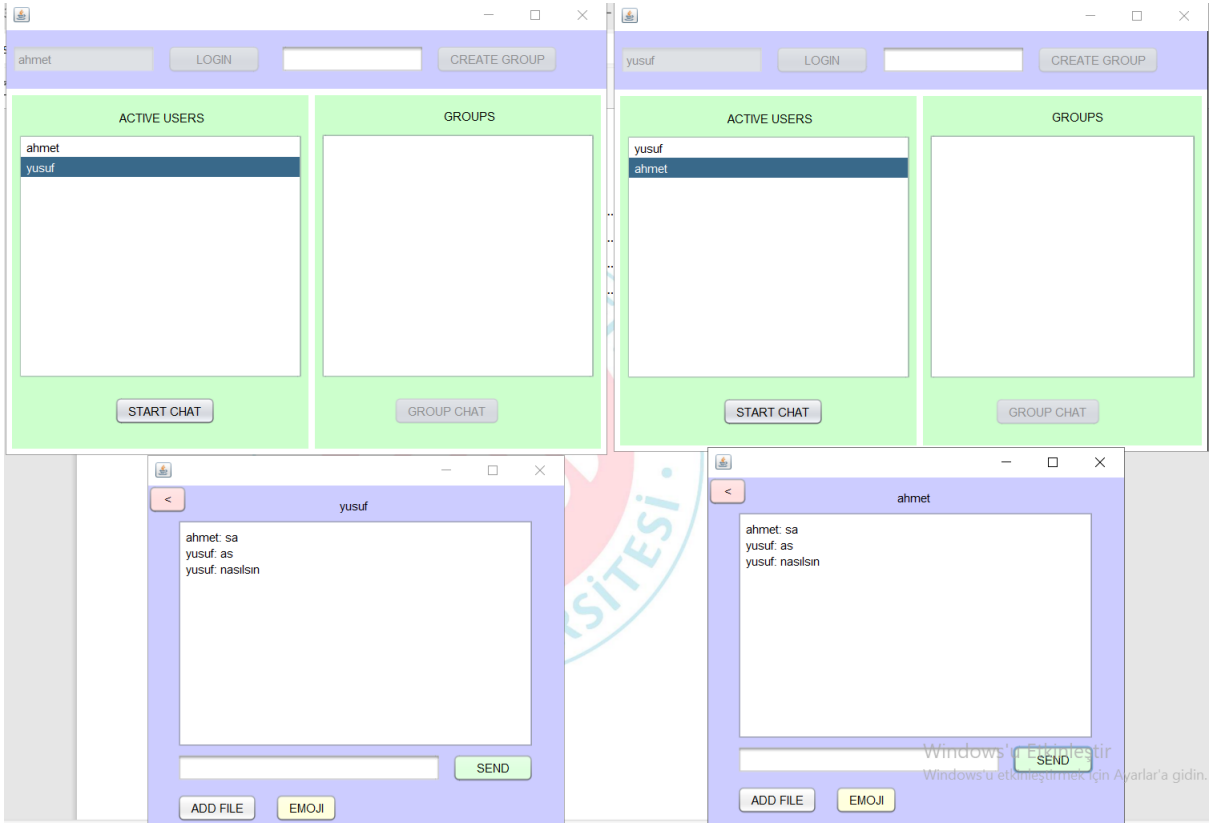 ahmet LOGIN CREATE GROUP
ACTIVE USERS GROUPS
ahmet
yusuf
START CHAT GROUP CHAT
yusuf LOGIN CREATE GROUP
ACTIVE USERS GROUPS
yusuf
ahmet
START CHAT GROUP CHAT
<
yusuf
ahmet: sa
yusuf: as
yusuf: nasılsın
SEND
ADD FILE EMOJI
<
ahmet
ahmet: sa
yusuf: as
yusuf: nasılsın
SEND
ADD FILE EMOJI
Windows'u Etkinleştir
Windows'u etkinleştirmek için Ayarlar'a gidin.